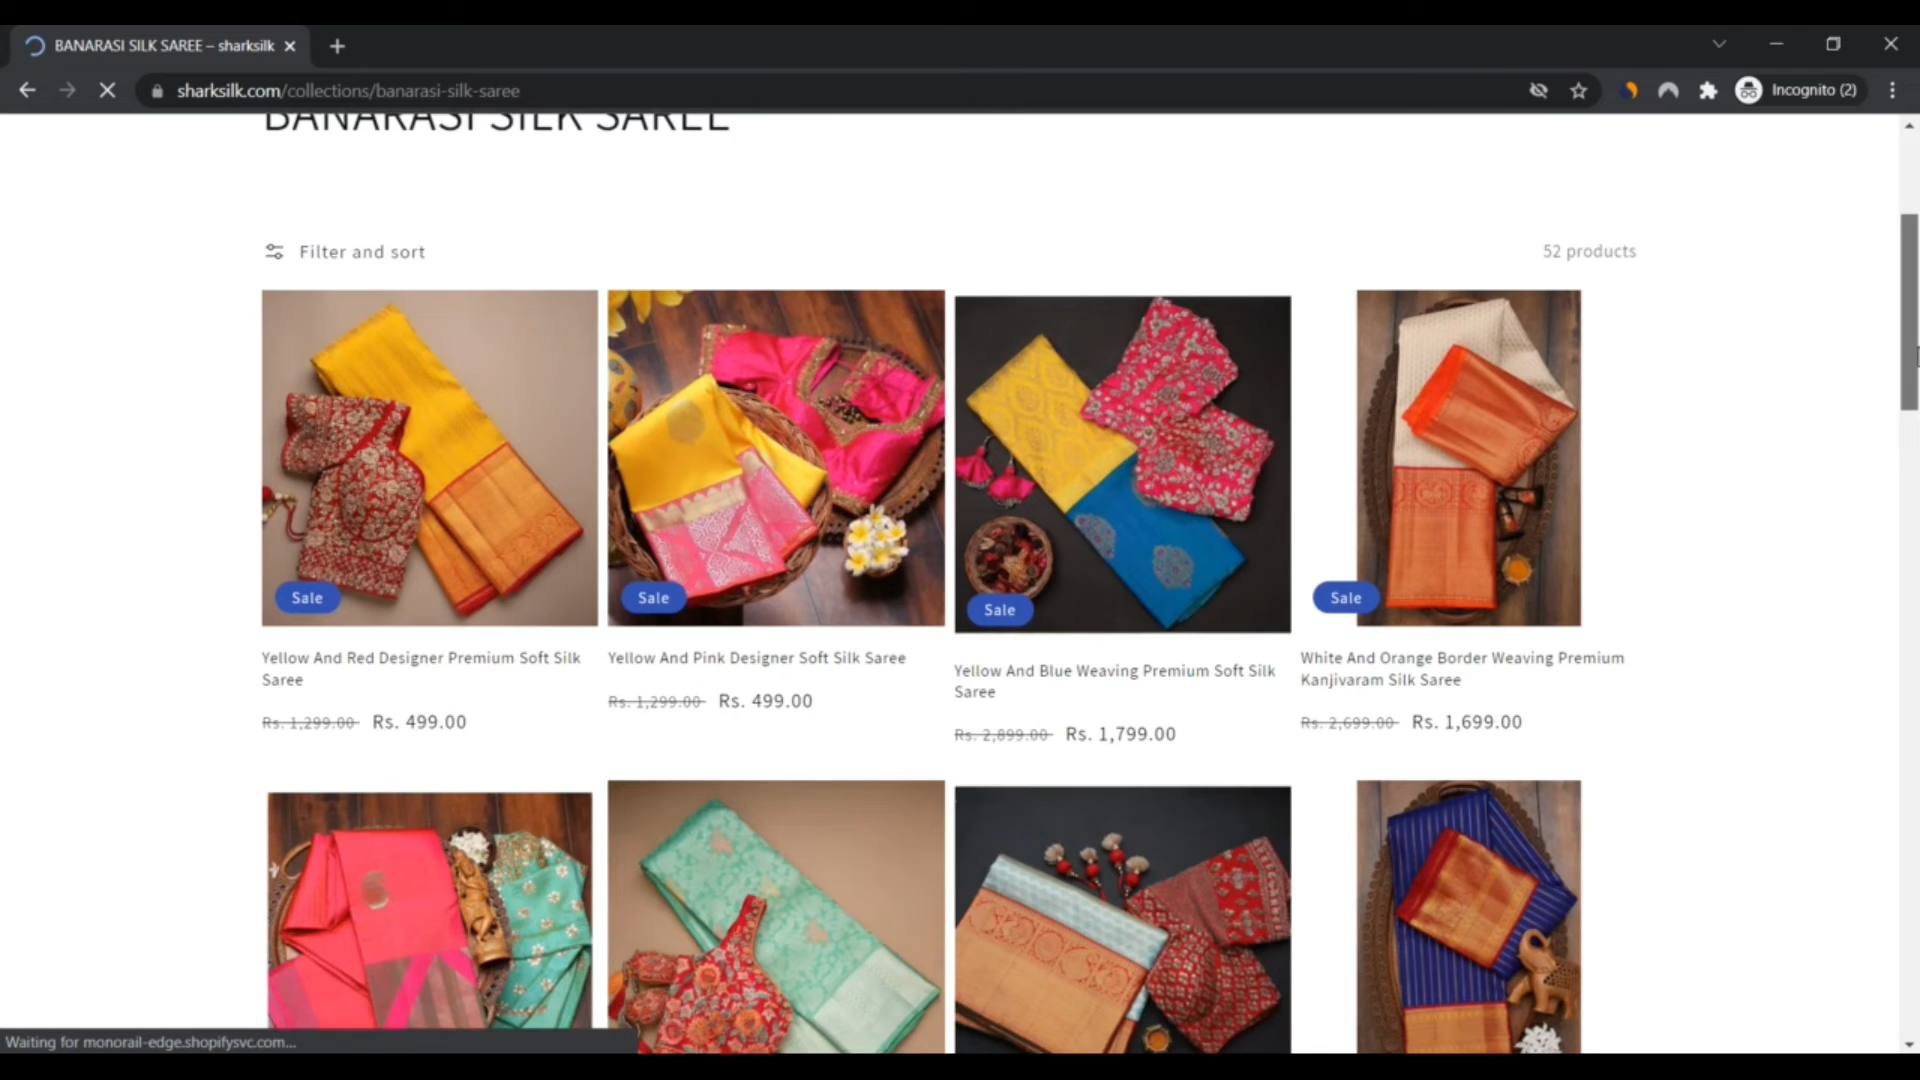 BANARASI SILK SAREE – sharksilk
sharksilk.com/collections/banarasi-silk-saree
Incognito (2)
BANARASI SILK SAREE
Filter and sort
52 products
Sale
Sale
Sale
Sale
Yellow And Red Designer Premium Soft Silk
Saree
Rs. 1,299.00 Rs. 499.00
Yellow And Pink Designer Soft Silk Saree
Rs. 1,299.00 Rs. 499.00
Yellow And Blue Weaving Premium Soft Silk
Saree
Rs. 2,899.00 Rs. 1,799.00
White And Orange Border Weaving Premium
Kanjivaram Silk Saree
Rs. 2,699.00 Rs. 1,699.00
Waiting for monorail-edge.shopifysvc.com...